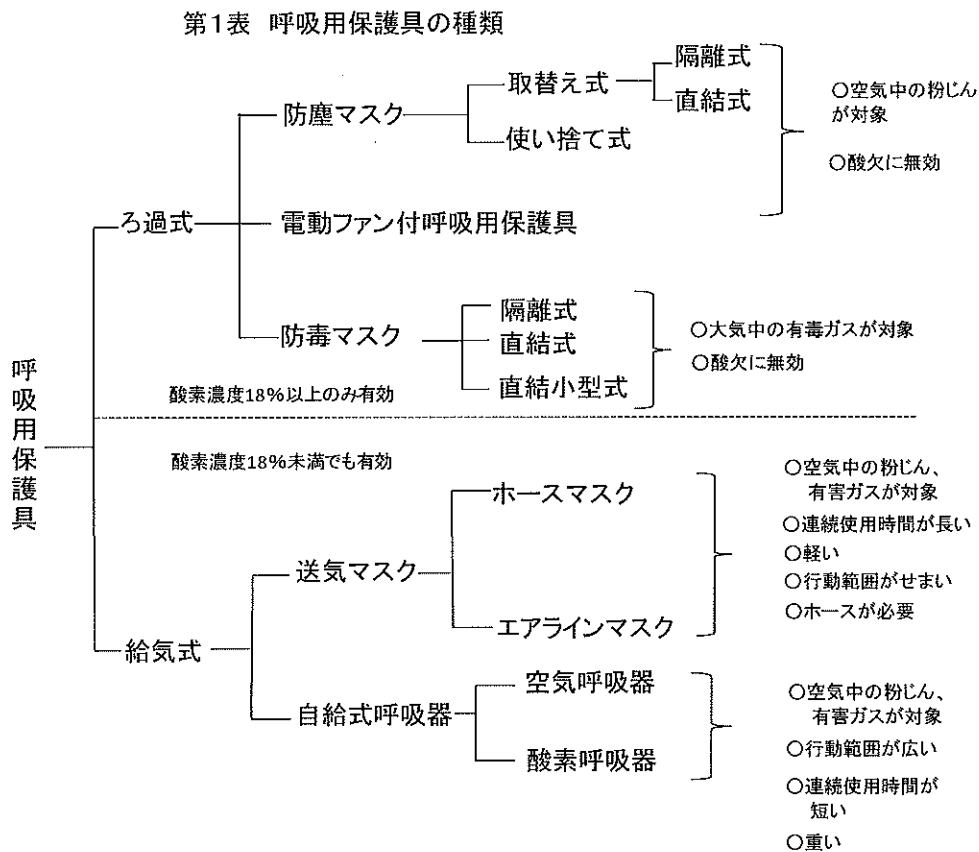 第1表 呼吸用保護具の種類
呼吸用保護具
ろ過式
防塵マスク
取替え式
隔離式
直結式
使い捨て式
電動ファン付呼吸用保護具
○空気中の粉じん
が対象
○酸欠に無効
防毒マスク
隔離式
直結式
直結小型式
○大気中の有毒ガスが対象
○酸欠に無効
酸素濃度18%以上のみ有効
酸素濃度18%未満でも有効
給気式
送気マスク
ホースマスク
エアラインマスク
○空気中の粉じん、
有害ガスが対象
○連続使用時間が長い
○軽い
○行動範囲がせまい
○ホースが必要
自給式呼吸器
空気呼吸器
酸素呼吸器
○空気中の粉じん、
有害ガスが対象
○行動範囲が広い
○連続使用時間が
短い
○重い